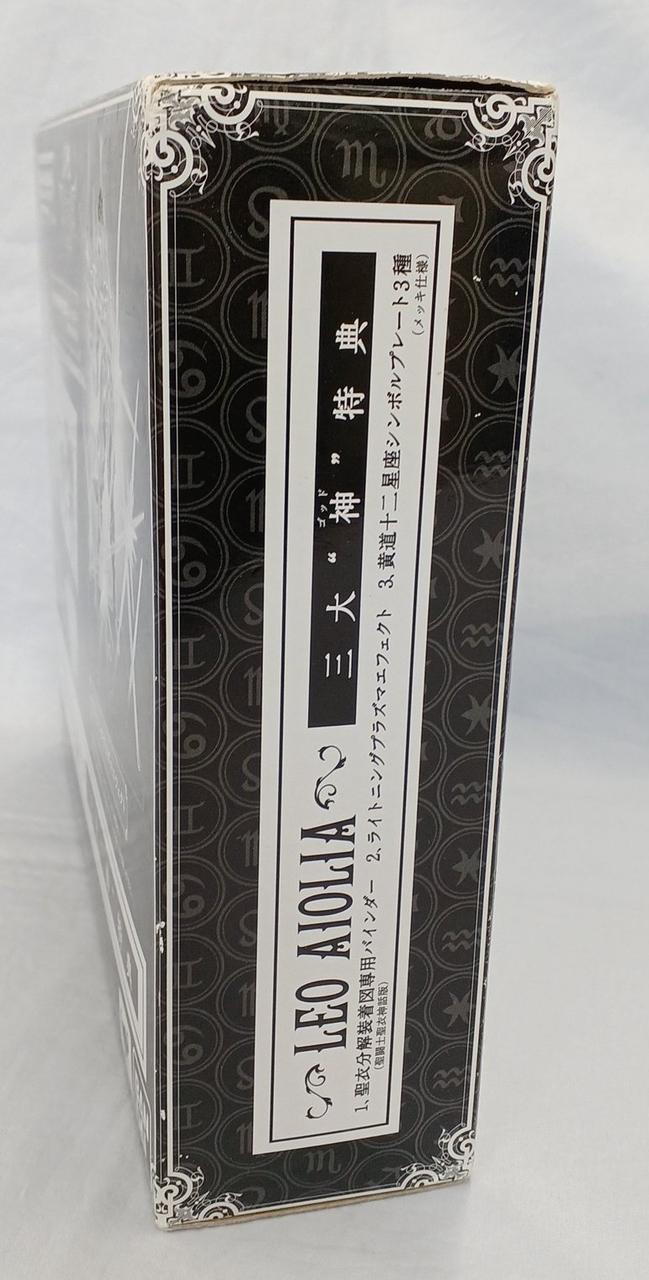 LEO AIOLIA
三大“神”特典
ゴッド
1、聖衣分解装着図専用バインダー 2、ライトニングプラズマエフェクト 3、黄道十二星座シンボルプレート3種
(聖闘士聖衣神話版)
(メッキ仕様)